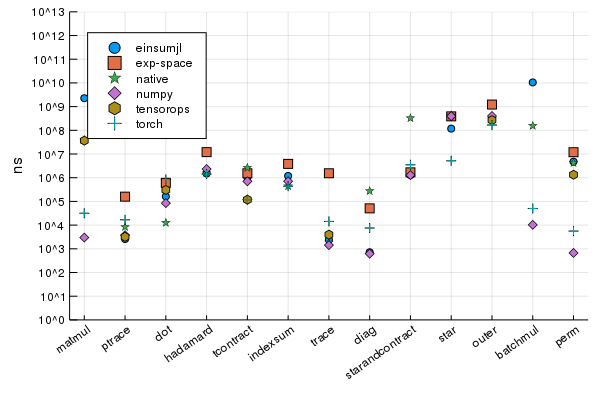 10^13
10^12
10^11
10^10
10^9
10^8
10^7
10^6
10^5
10^4
10^3
10^2
10^1
10^0
ns
einsumjl
exp-space
native
numpy
tensorops
torch
matmul
ptrace
dot
hadamard
tcontract
indexsum
trace
diag
starandcontract
star
outer
batchmul
perm